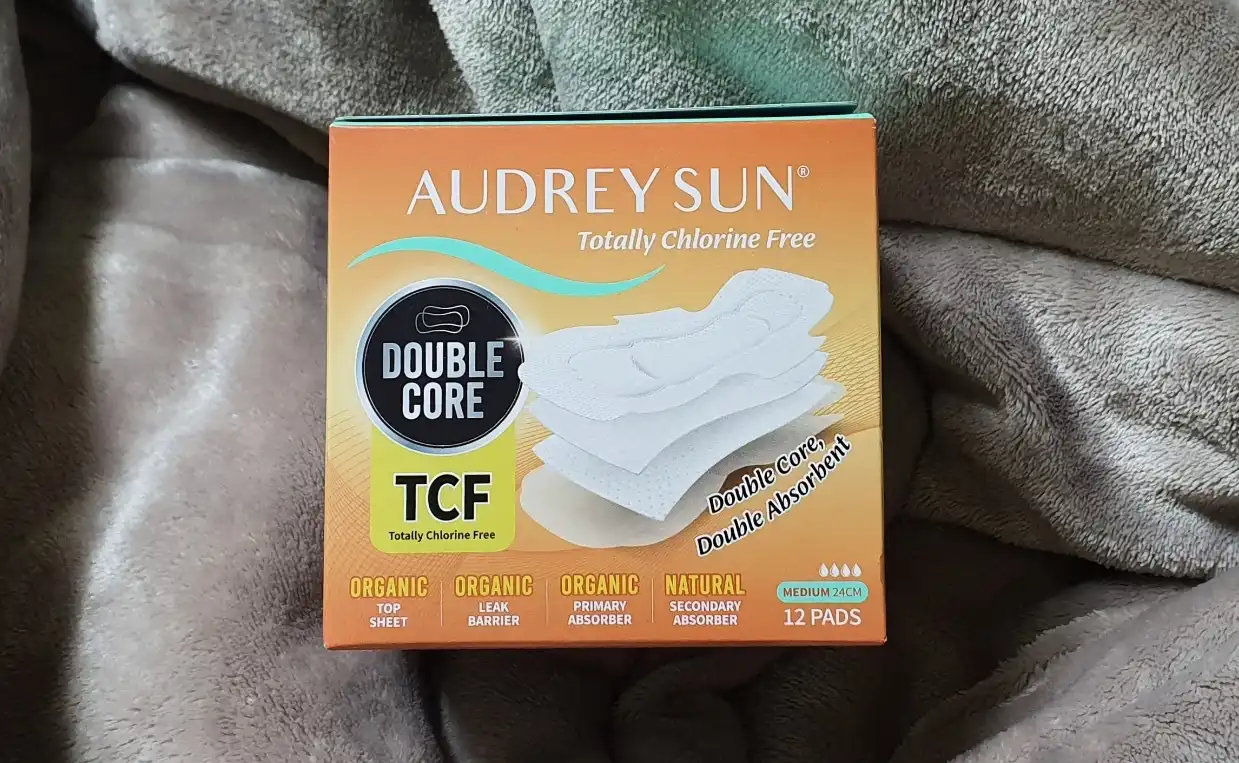 AUDREY SUN®
Totally Chlorine Free
DOUBLE
CORE
TCF
Totally Chlorine Free
Double Core,
Double Absorbent
ORGANIC
TOP
SHEET
ORGANIC
LEAK
BARRIER
ORGANIC
PRIMARY
ABSORBER
NATURAL
SECONDARY
ABSORBER
MEDIUM 24CM
12 PADS